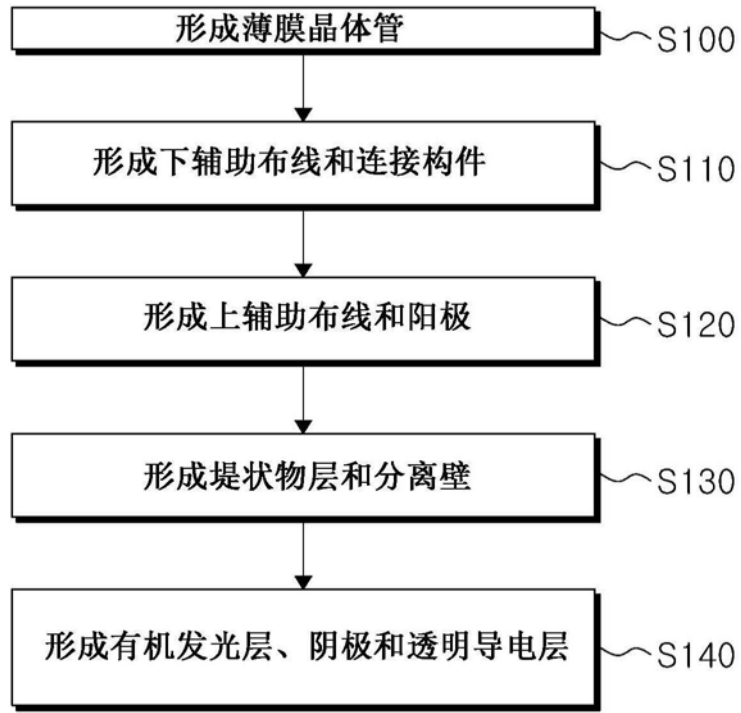 形成薄膜晶体管
S100
形成下辅助布线和连接构件
S110
形成上辅助布线和阳极
S120
形成堤状物层和分离壁
S130
形成有机发光层、阴极和透明导电层
S140